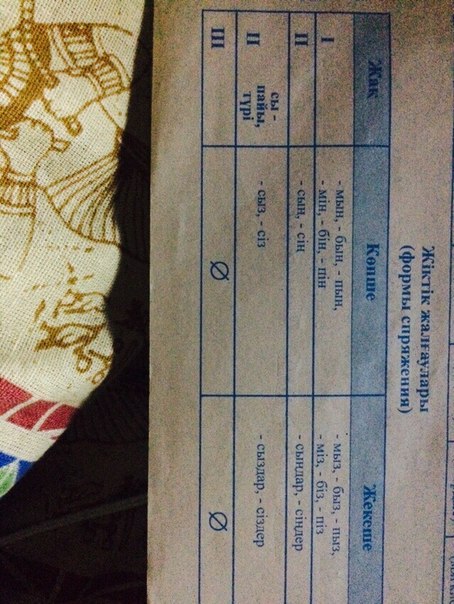 Жіктік жалғаулары
(формы спряжения)
Жақ Көпше Жекеше
I - мын, - бын, - пын, - мыз, - быз, - пыз,
- мін, - бін, - пін - міз, - біз, - піз
II - сың, - сің - сыңдар, - сіңдер
II сы -
пайы,
түрі - сыз, - сіз - сыздар, - сіздер
III ∅ ∅